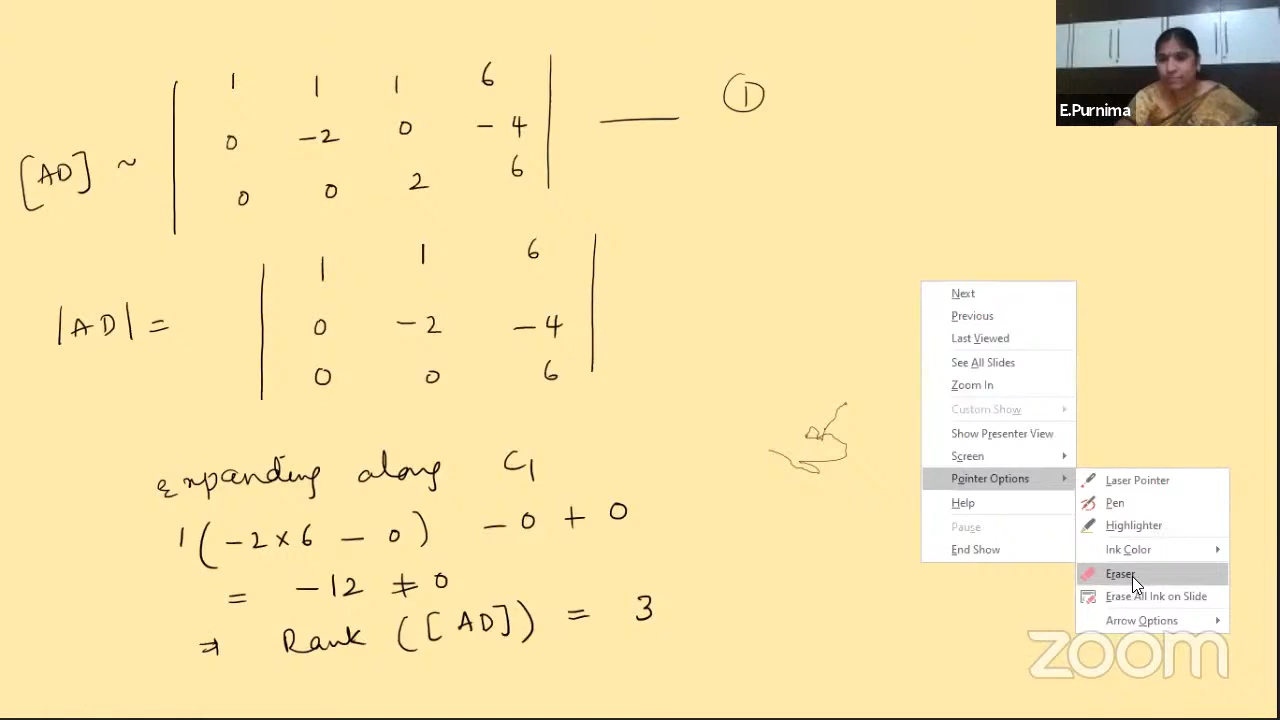 E.Purnima
1 1 1 6
[AD] ~ 0 -2 0 -4 —— ①
0 0 2 6
1 1 6
|AD| = 0 -2 -4
0 0 6
expanding along C1
1 (-2×6 - 0) - 0 + 0
= -12 ≠ 0
⇒ Rank ([AD]) = 3
Next
Previous
Last Viewed
See All Slides
Zoom In
Custom Show
Show Presenter View
Screen
Pointer Options
Help
Pause
End Show
Laser Pointer
Pen
Highlighter
Ink Color
Eraser
Erase All Ink on Slide
Arrow Options
zoom